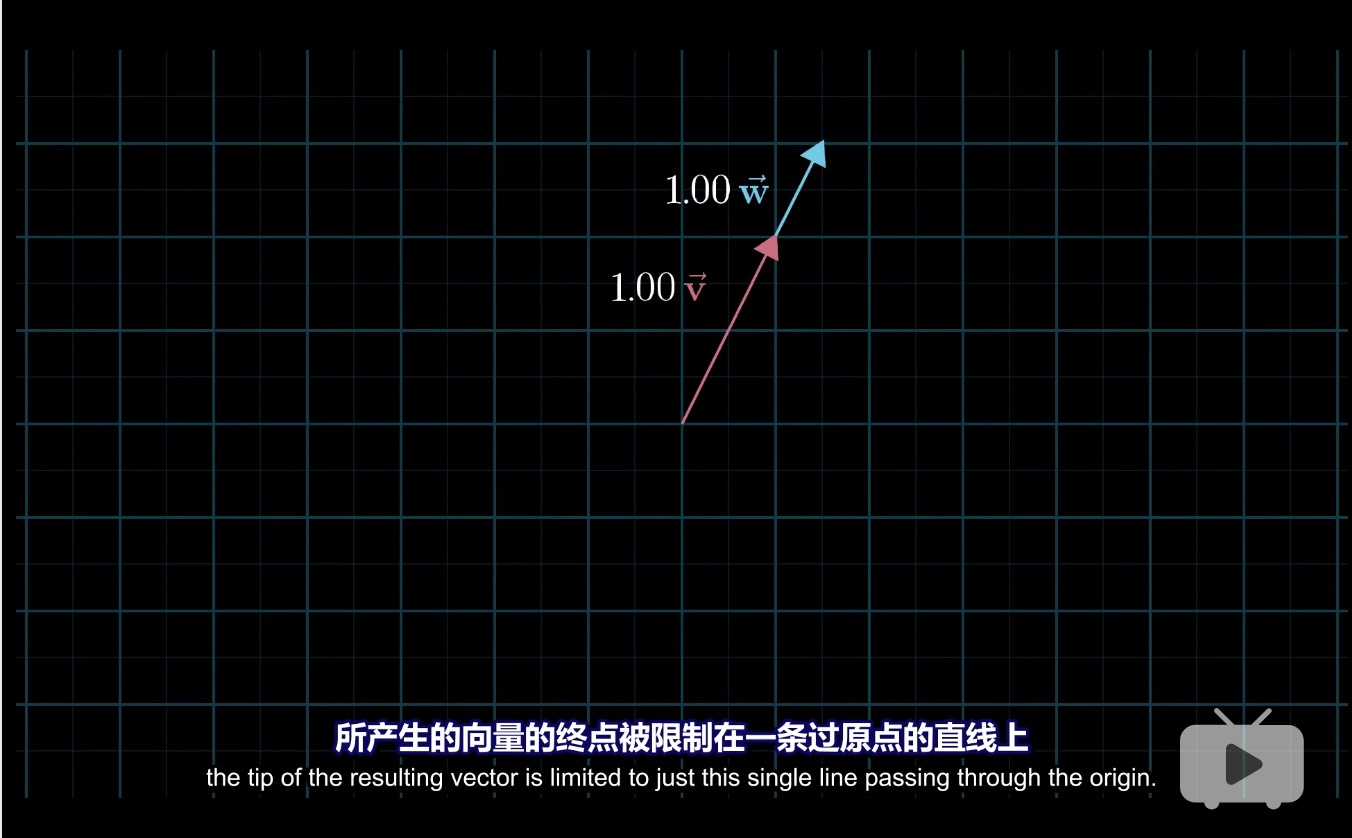 1.00 w⃗
1.00 v⃗
所产生的向量的终点被限制在一条过原点的直线上
the tip of the resulting vector is limited to just this single line passing through the origin.